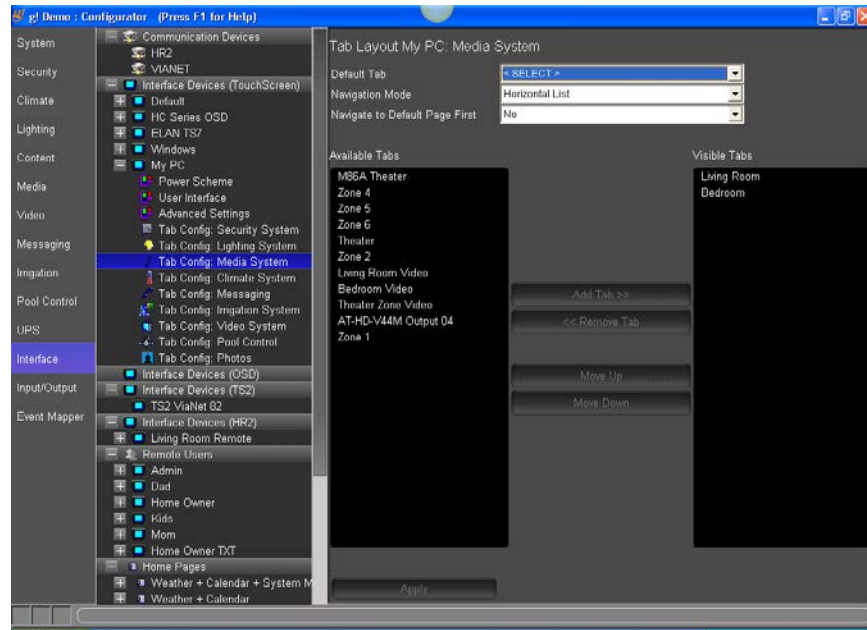 g! Demo : Configurator (Press F1 for Help)
System
Security
Climate
Lighting
Content
Media
Video
Messaging
Irrigation
Pool Control
UPS
Interface
Input/Output
Event Mapper
Communication Devices
HR2
VIANET
Interface Devices (TouchScreen)
Default
HC Series OSD
ELAN TS7
Windows
My PC
Power Scheme
User Interface
Advanced Settings
Tab Config: Security System
Tab Config: Lighting System
Tab Config: Media System
Tab Config: Climate System
Tab Config: Messaging
Tab Config: Irrigation System
Tab Config: Video System
Tab Config: Pool Control
Tab Config: Photos
Interface Devices (OSD)
Interface Devices (TS2)
TS2 ViaNet 82
Interface Devices (HR2)
Living Room Remote
Remote Users
Admin
Dad
Home Owner
Kids
Mom
Home Owner TXT
Home Pages
Weather + Calendar + System M
Weather + Calendar
Tab Layout My PC: Media System
Default Tab
< SELECT >
Navigation Mode
Horizontal List
Navigate to Default Page First
No
Available Tabs
M86A Theater
Zone 4
Zone 5
Zone 6
Theater
Zone 2
Living Room Video
Bedroom Video
Theater Zone Video
AT-HD-V44M Output 04
Zone 1
Add Tab >>
<< Remove Tab
Move Up
Move Down
Visible Tabs
Living Room
Bedroom
Apply